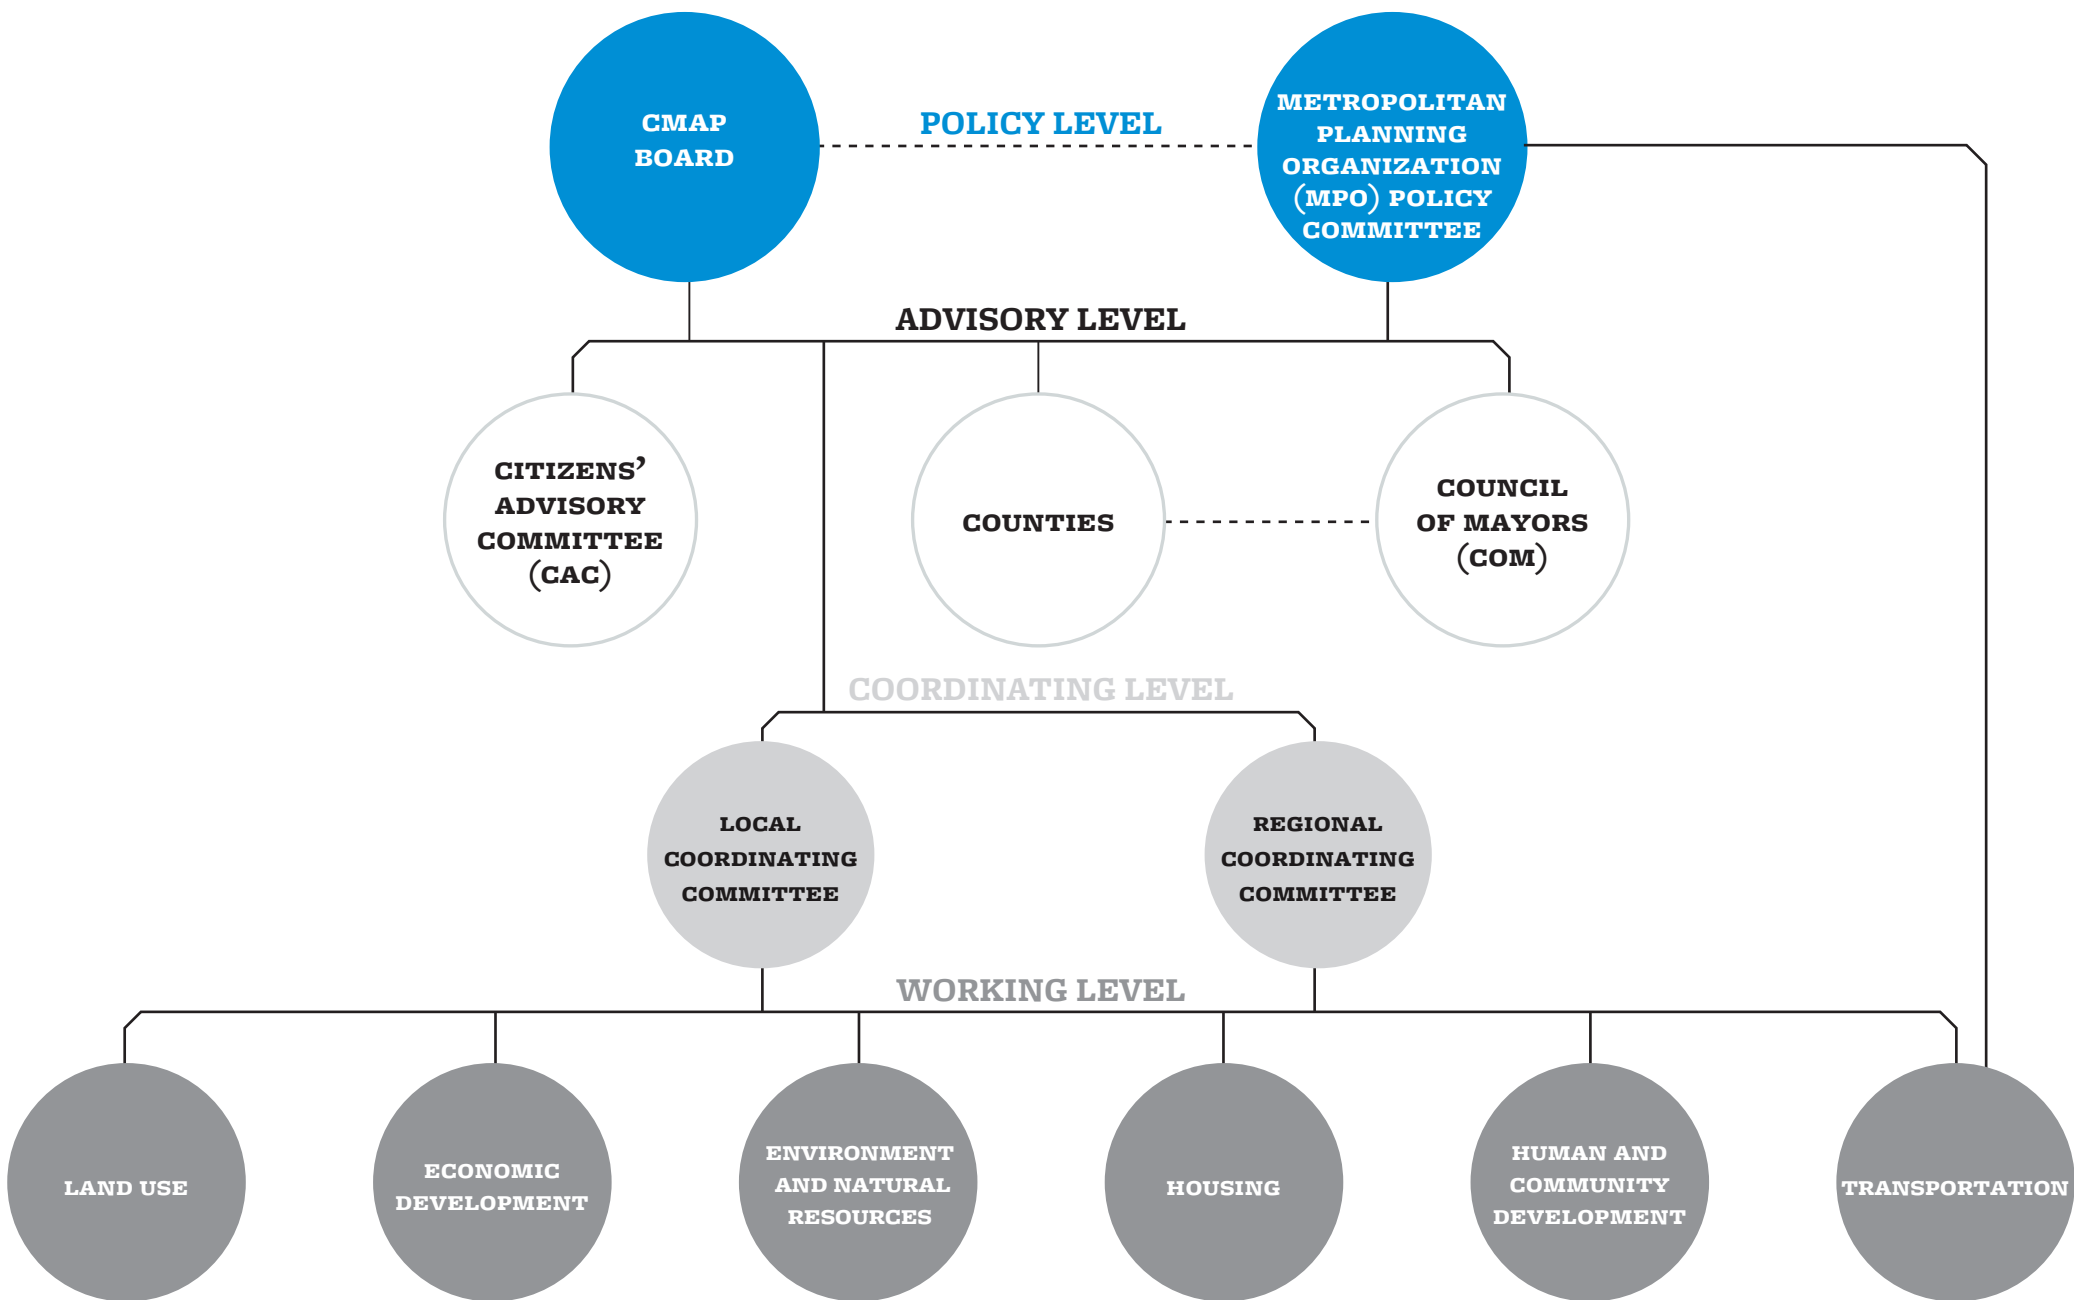 CMAP
BOARD
POLICY LEVEL
METROPOLITAN
PLANNING
ORGANIZATION
(MPO) POLICY
COMMITTEE
ADVISORY LEVEL
CITIZENS’
ADVISORY
COMMITTEE
(CAC)
COUNTIES
COUNCIL
OF MAYORS
(COM)
COORDINATING LEVEL
LOCAL
COORDINATING
COMMITTEE
REGIONAL
COORDINATING
COMMITTEE
WORKING LEVEL
LAND USE
ECONOMIC
DEVELOPMENT
ENVIRONMENT
AND NATURAL
RESOURCES
HOUSING
HUMAN AND
COMMUNITY
DEVELOPMENT
TRANSPORTATION